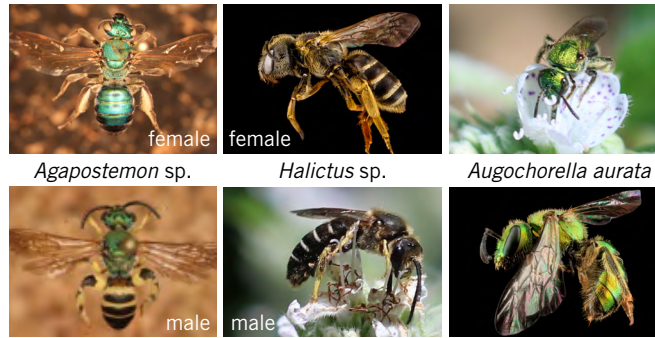 female
female
Agapostemon sp.
Halictus sp.
Augochorella aurata
male
male